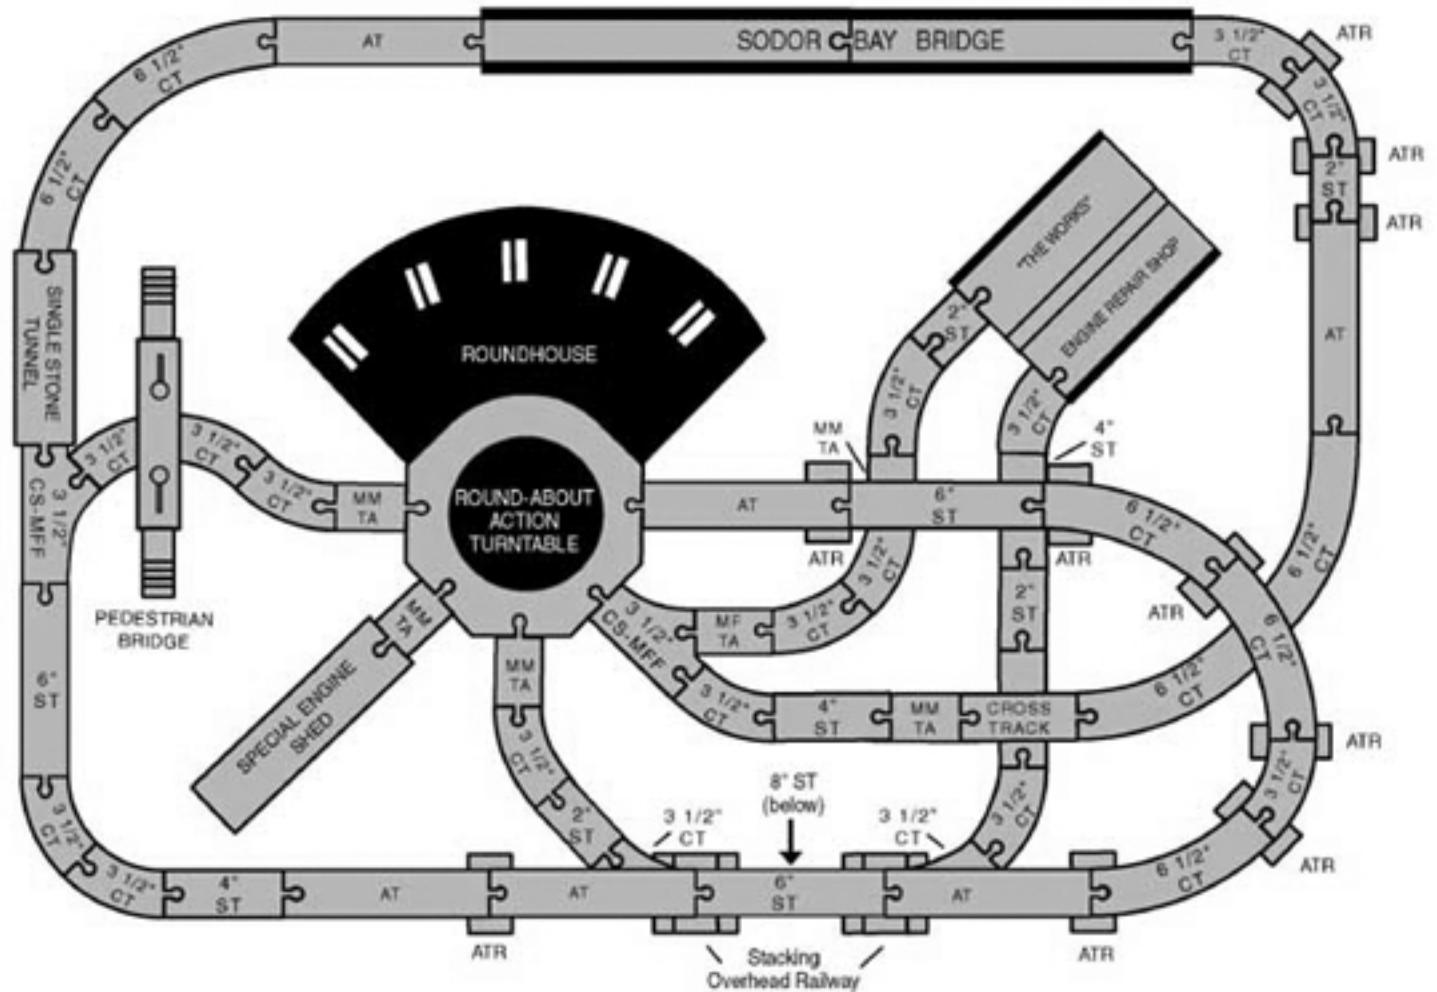 AT
SODOR BAY BRIDGE
3 1/2"
CT
ATR
6 1/2"
CT
3 1/2"
CT
ATR
2"
ST
6 1/2"
CT
ATR
"THE WORKS"
ENGINE REPAIR SHOP
SINGLE STONE
TUNNEL
2"
ST
AT
ROUNDHOUSE
3 1/2"
CT
3 1/2"
CT
MM
TA
4"
ST
3 1/2"
CT
3 1/2"
CT
3 1/2"
CT
MM
TA
3 1/2"
CS-MFF
ROUND-ABOUT
ACTION
TURNTABLE
AT
6"
ST
6 1/2"
CT
ATR
ATR
6 1/2"
CT
3 1/2"
CT
2"
ST
ATR
PEDESTRIAN
BRIDGE
MM
TA
3 1/2"
CS-MFF
MF
TA
3 1/2"
CT
6 1/2"
CT
6"
ST
MM
TA
3 1/2"
CT
4"
ST
MM
TA
CROSS
TRACK
6 1/2"
CT
SPECIAL ENGINE
SHED
3 1/2"
CT
ATR
8" ST
(below)
3 1/2"
CT
3 1/2"
CT
2"
ST
3 1/2"
CT
3 1/2"
CT
3 1/2"
CT
ATR
3 1/2"
CT
4"
ST
AT
AT
6"
ST
AT
6 1/2"
CT
ATR
Stacking
Overhead Railway
ATR